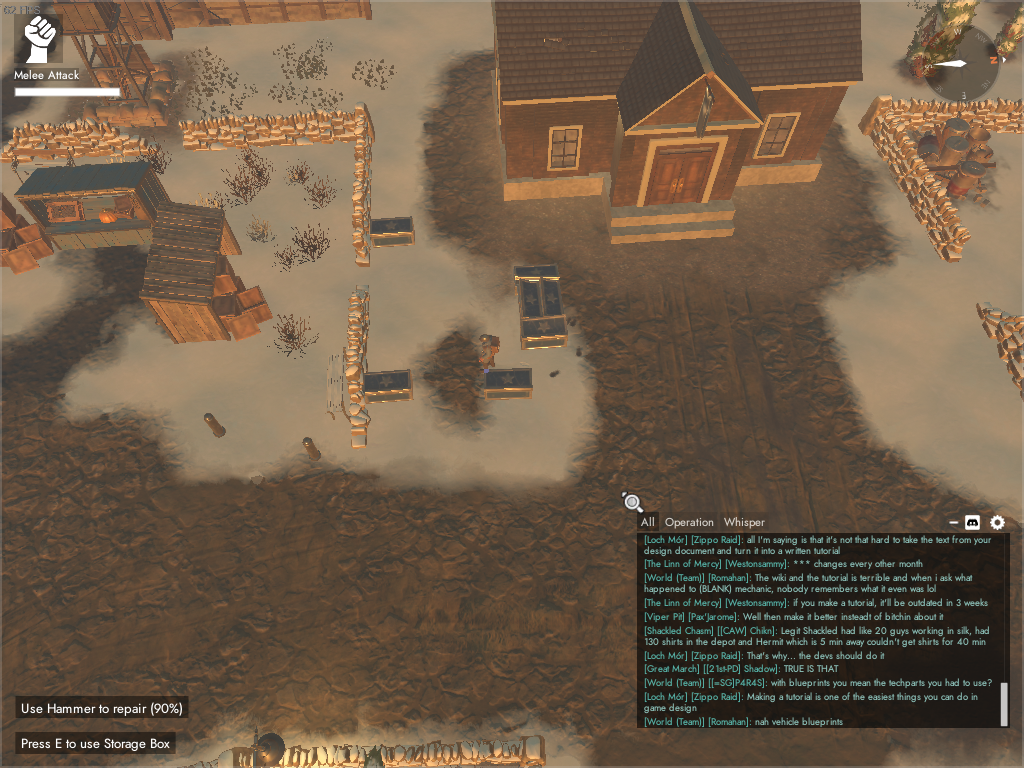 62 FPS
Melee Attack
All Operation Whisper
[Loch Mór] [Zippo Raid]: all I'm saying is that it's not that hard to take the text from your
design document and turn it into a written tutorial
[The Linn of Mercy] [Westonsammy]: *** changes every other month
[World (Team)] [Romahan]: The wiki and the tutorial is terrible and when i ask what
happened to (BLANK) mechanic, nobody remembers what it even was lol
[The Linn of Mercy] [Westonsammy]: if you make a tutorial, it'll be outdated in 3 weeks
[Viper Pit] [Pax'Jarome]: Well then make it better insteadt of bitchin about it
[Shackled Chasm] [[CAW] Chikn]: Legit Shackled had like 20 guys working in silk, had
130 shirts in the depot and Hermit which is 5 min away couldn't get shirts for 40 min
[Loch Mór] [Zippo Raid]: That's why... the devs should do it
[Great March] [[21st-PD] Shadow]: TRUE IS THAT
[World (Team)] [[=SG]P4R4S]: with blueprints you mean the techparts you had to use?
[Loch Mór] [Zippo Raid]: Making a tutorial is one of the easiest things you can do in
game design
[World (Team)] [Romahan]: nah vehicle blueprints
Use Hammer to repair (90%)
Press E to use Storage Box